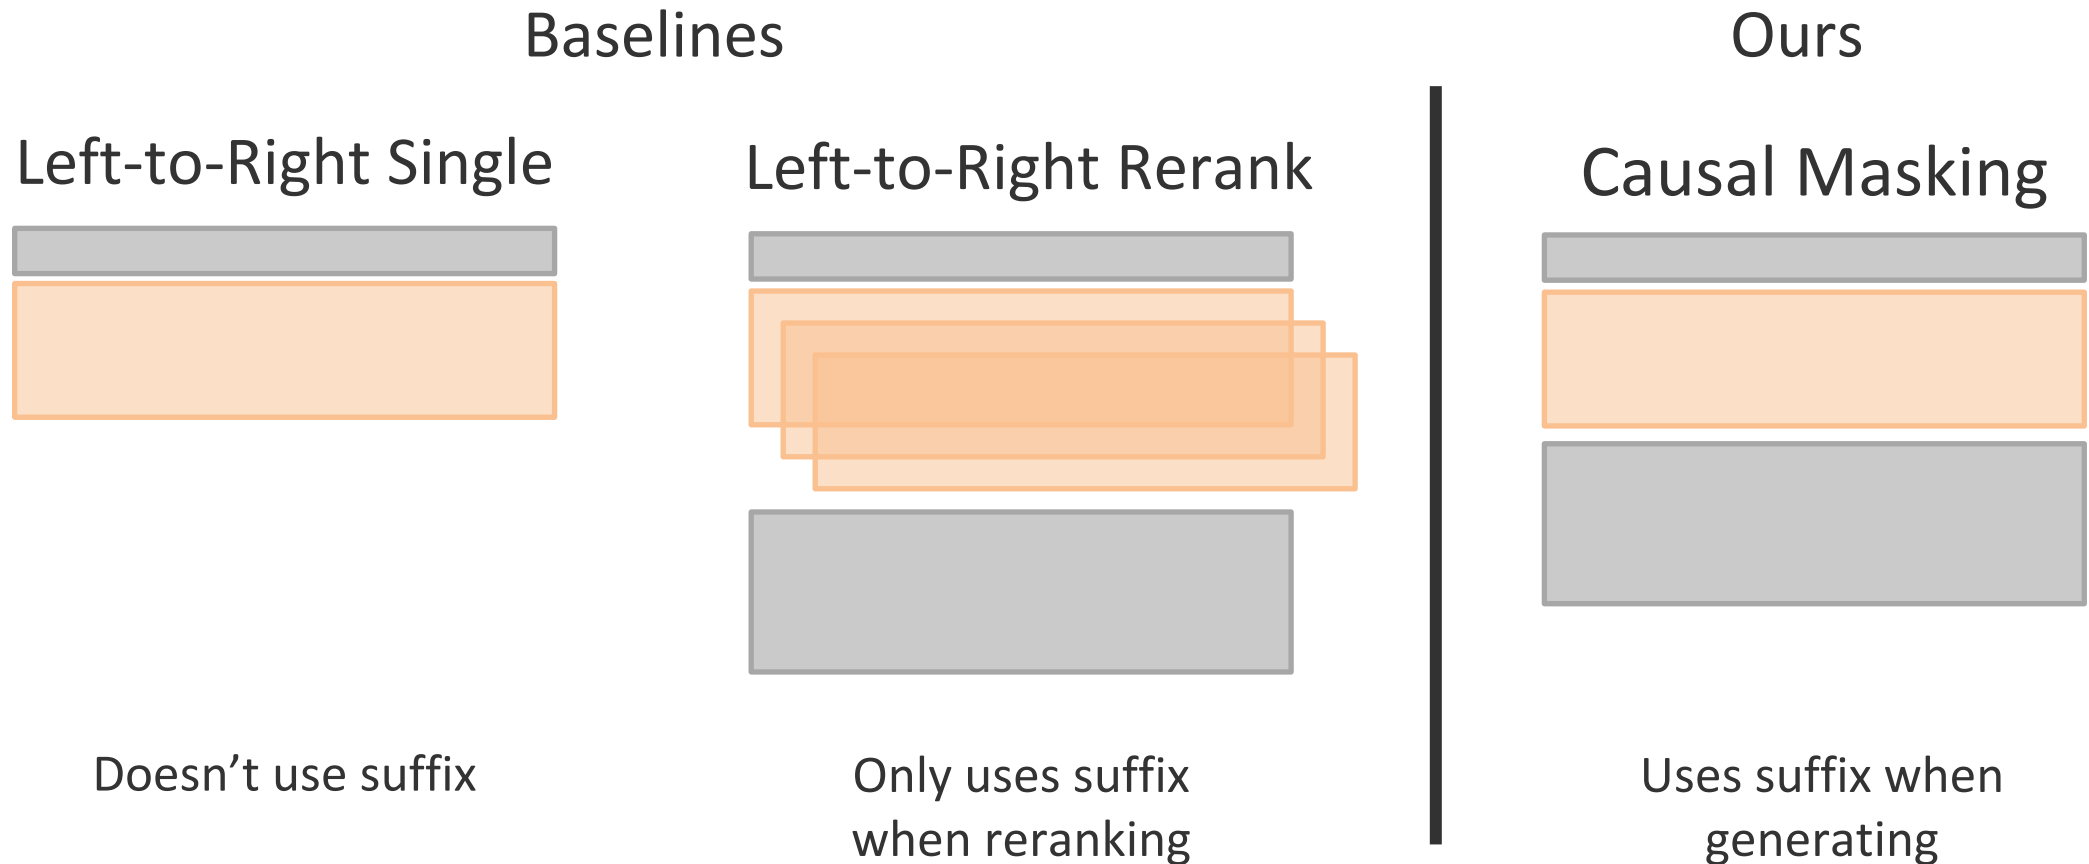 Baselines
Ours
Left-to-Right Single
Left-to-Right Rerank
Causal Masking
Doesn’t use suffix
Only uses suffix
when reranking
Uses suffix when
generating